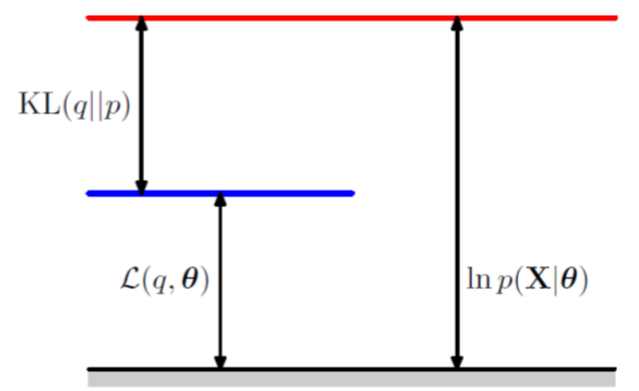 KL(q||p)
ℒ(q, θ)
ln p(X|θ)